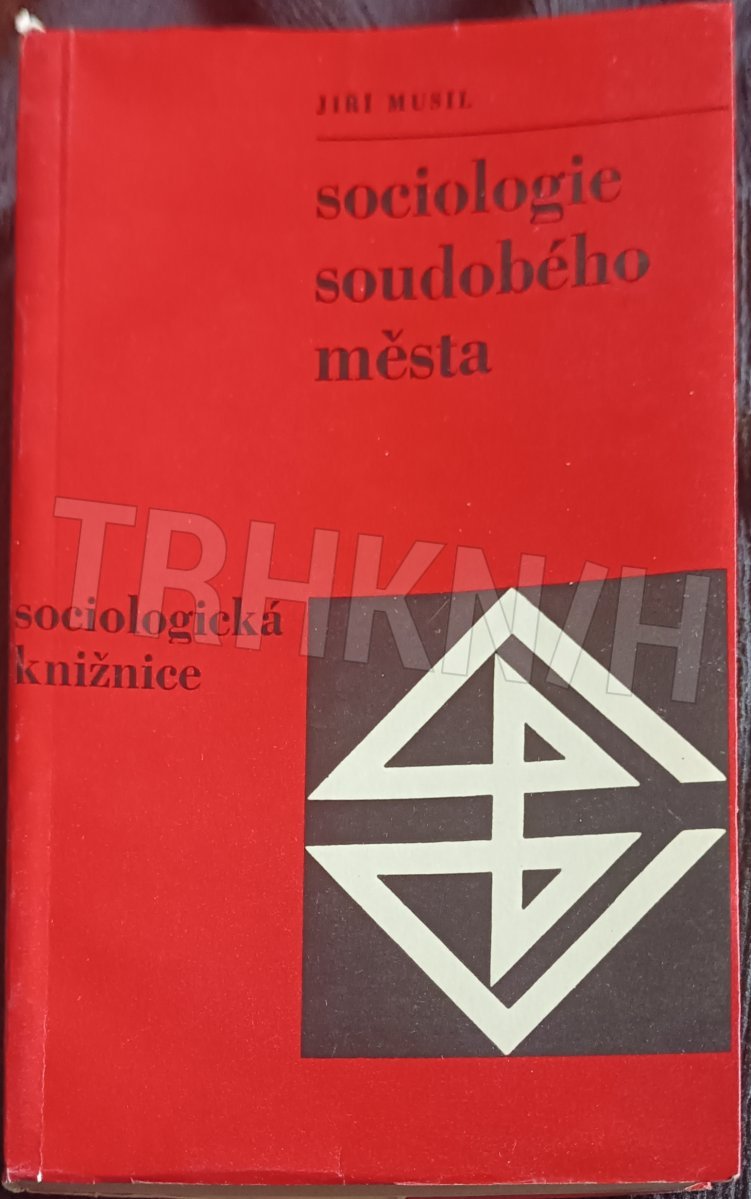 JIŘÍ MUSIL
sociologie
soudobého
města
TRHKNIH
sociologická
knižnice